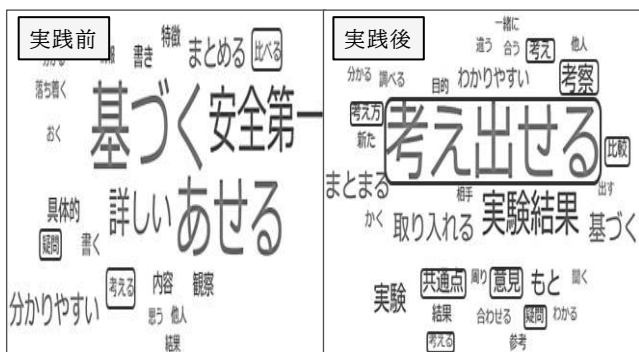 実践前
特徴
書き
まとめる
比べる
落ち着く
基づく
安全第一
おく
具体的
詳しい
あせる
疑問
書く
考える
内容
観察
分かりやすい
思う
他人
結果
実践後
一緒に
違う
合う
考え
他人
分かる
調べる
目的
わかりやすい
考察
考え方
新た
考え出せる
比較
まとまる
相手
出す
かく
取り入れる
実験結果
基づく
実験
共通点
周り
意見
もと
聞く
結果
合わせる
疑問
わかる
考える
参考